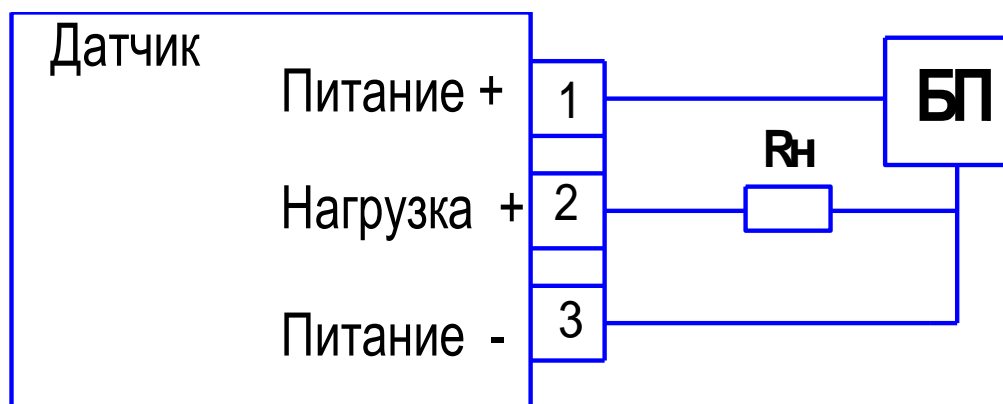 Датчик
Питание +
1
БП
Rн
Нагрузка +
2
Питание -
3